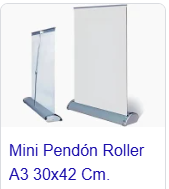 Mini Pendón Roller
A3 30x42 Cm.